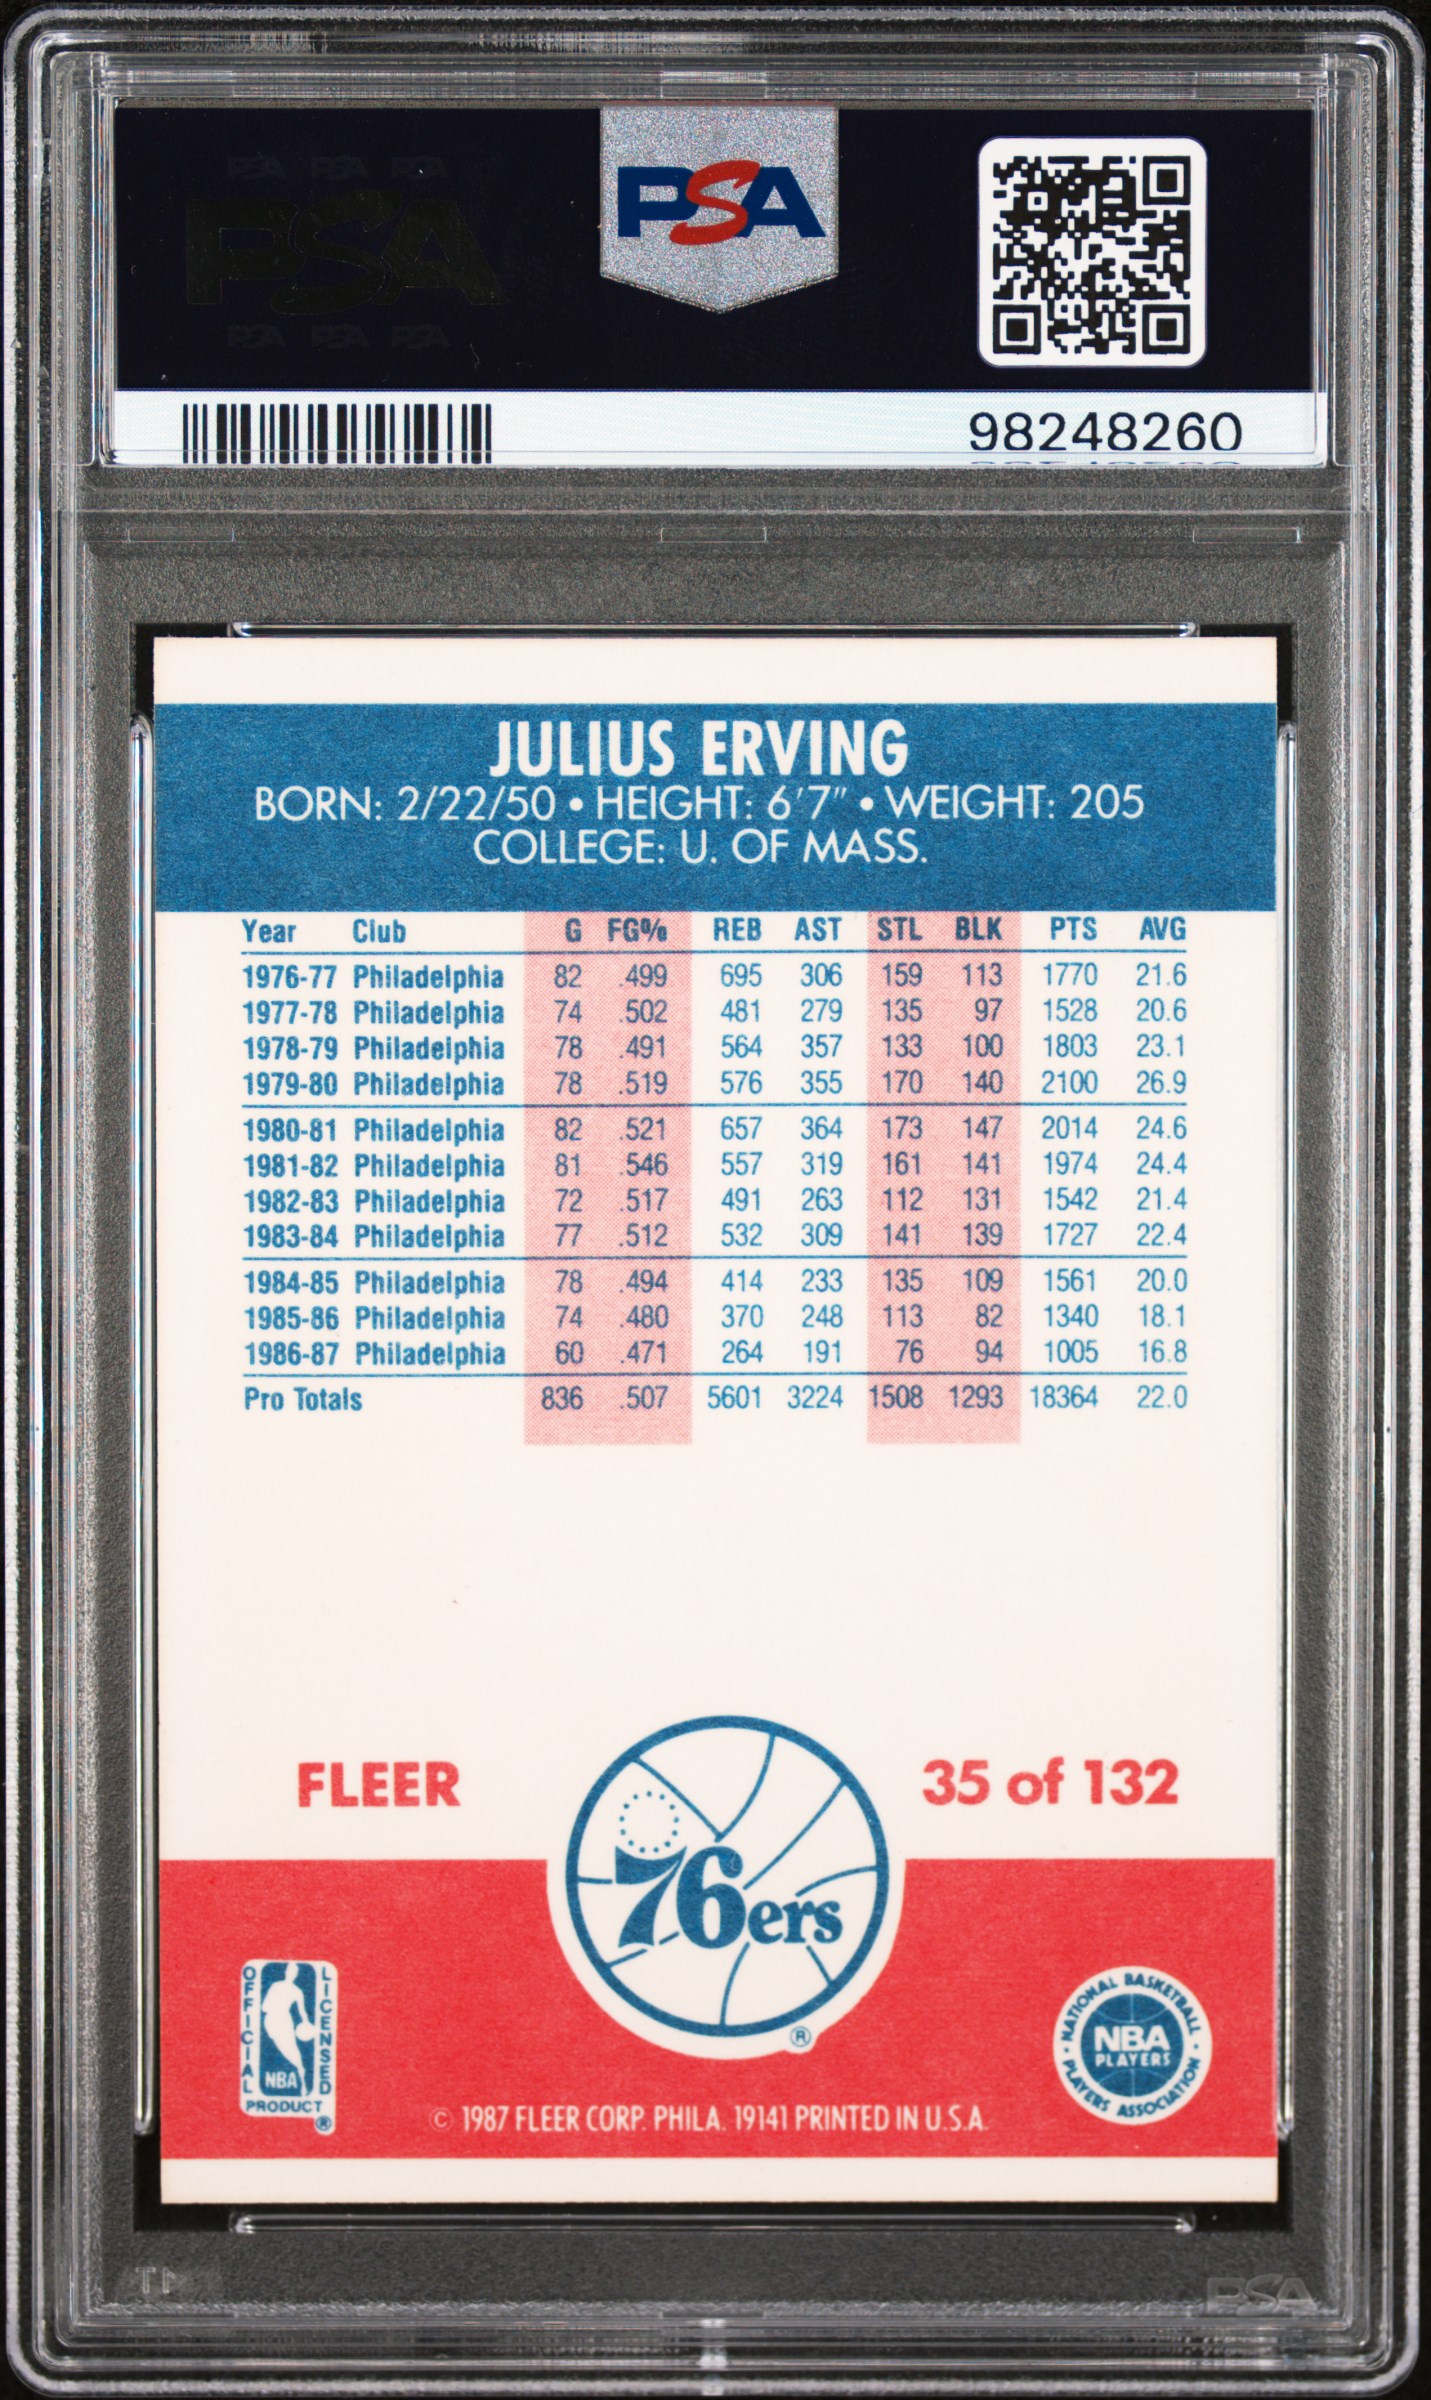 PSA PSA PSA
PSA
PSA PSA PSA
PSA
98248260
JULIUS ERVING
BORN: 2/22/50 • HEIGHT: 6'7" • WEIGHT: 205
COLLEGE: U. OF MASS.
Year Club G FG% REB AST STL BLK PTS AVG
1976-77 Philadelphia 82 .499 695 306 159 113 1770 21.6
1977-78 Philadelphia 74 .502 481 279 135 97 1528 20.6
1978-79 Philadelphia 78 .491 564 357 133 100 1803 23.1
1979-80 Philadelphia 78 .519 576 355 170 140 2100 26.9
1980-81 Philadelphia 82 .521 657 364 173 147 2014 24.6
1981-82 Philadelphia 81 .546 557 319 161 141 1974 24.4
1982-83 Philadelphia 72 .517 491 263 112 131 1542 21.4
1983-84 Philadelphia 77 .512 532 309 141 139 1727 22.4
1984-85 Philadelphia 78 .494 414 233 135 109 1561 20.0
1985-86 Philadelphia 74 .480 370 248 113 82 1340 18.1
1986-87 Philadelphia 60 .471 264 191 76 94 1005 16.8
Pro Totals 836 .507 5601 3224 1508 1293 18364 22.0
FLEER
35 of 132
76ers
®
OFFICIAL LICENSED
NBA
PRODUCT
®
NATIONAL BASKETBALL
NBA
PLAYERS
• PLAYERS ASSOCIATION •
© 1987 FLEER CORP. PHILA. 19141 PRINTED IN U.S.A.
PSA